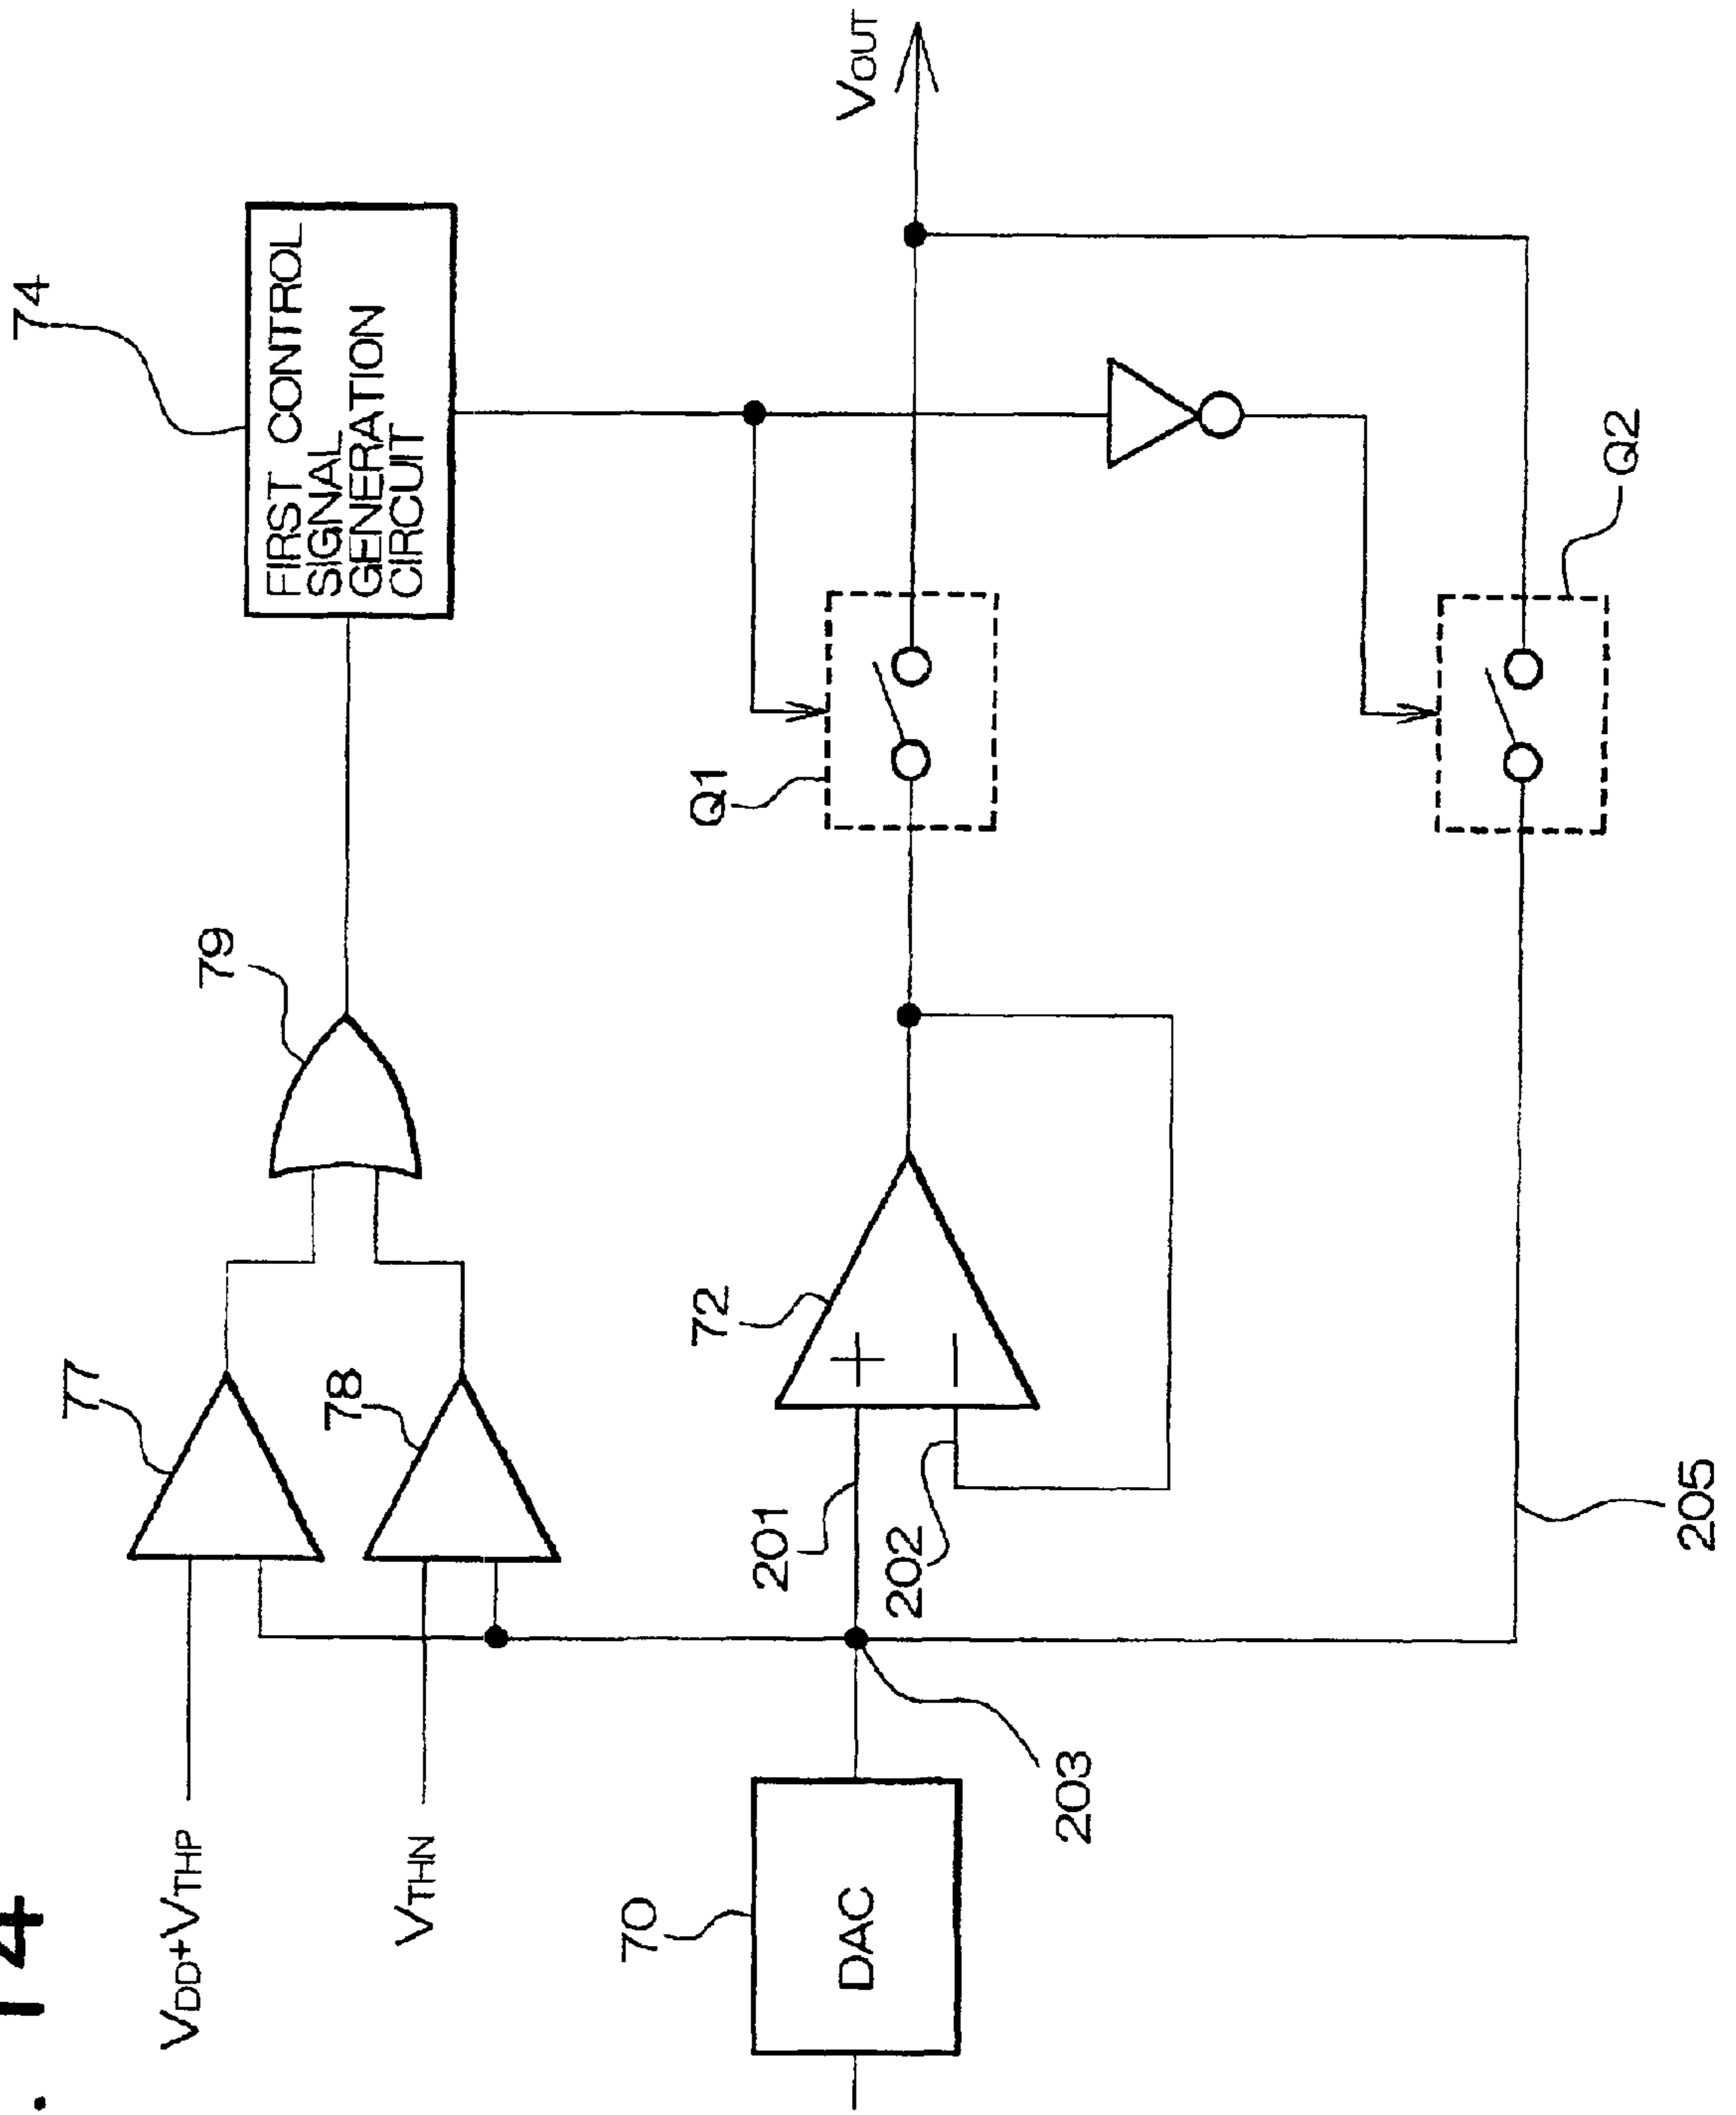 . 14
74
FIRST CONTROL
SIGNAL
GENERATION
CIRCUIT
79
77
78
VDD+VTHP
VTHN
VOUT
Q1
72
201
202
70
DAC
203
Q2
205